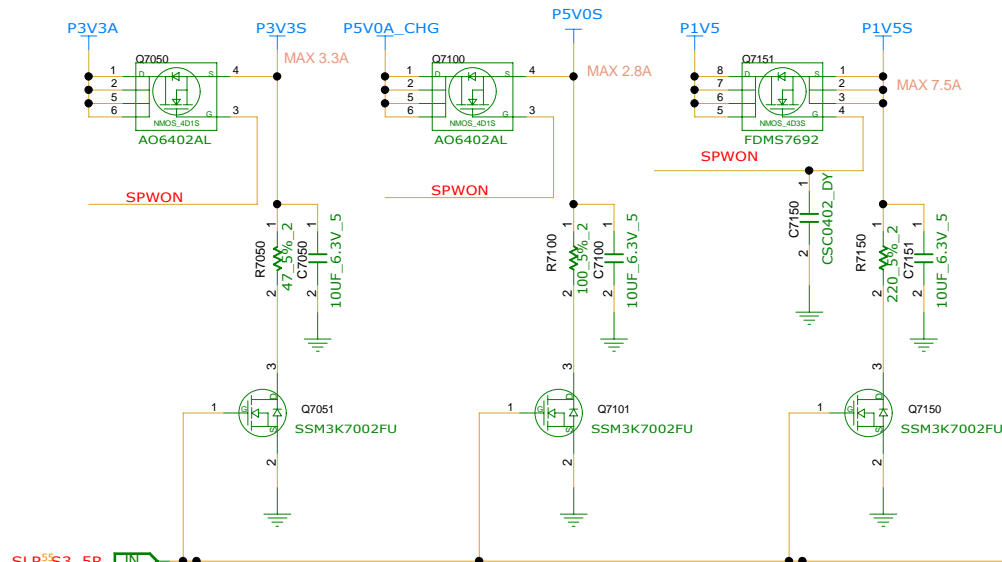 P3V3A
P3V3S
P5V0A_CHG
P5V0S
P1V5
P1V5S
MAX 3.3A
MAX 2.8A
MAX 7.5A
Q7050
1
2
5
6
D
S
G
4
3
NMOS_4D1S
AO6402AL
Q7100
1
2
5
6
D
S
G
4
3
NMOS_4D1S
AO6402AL
Q7151
8
7
6
5
D
S
G
1
2
3
4
NMOS_4D3S
FDMS7692
SPWON
SPWON
SPWON
1
2
R7050
47_5%_2
1
2
C7050
10UF_6.3V_5
1
2
R7100
100_5%_2
1
2
C7100
10UF_6.3V_5
1
2
C7150
CSC0402_DY
1
2
R7150
220_5%_2
1
2
C7151
10UF_6.3V_5
3
1
G
D
S
2
Q7051
SSM3K7002FU
3
1
G
D
S
2
Q7101
SSM3K7002FU
3
1
G
D
S
2
Q7150
SSM3K7002FU
55
IN